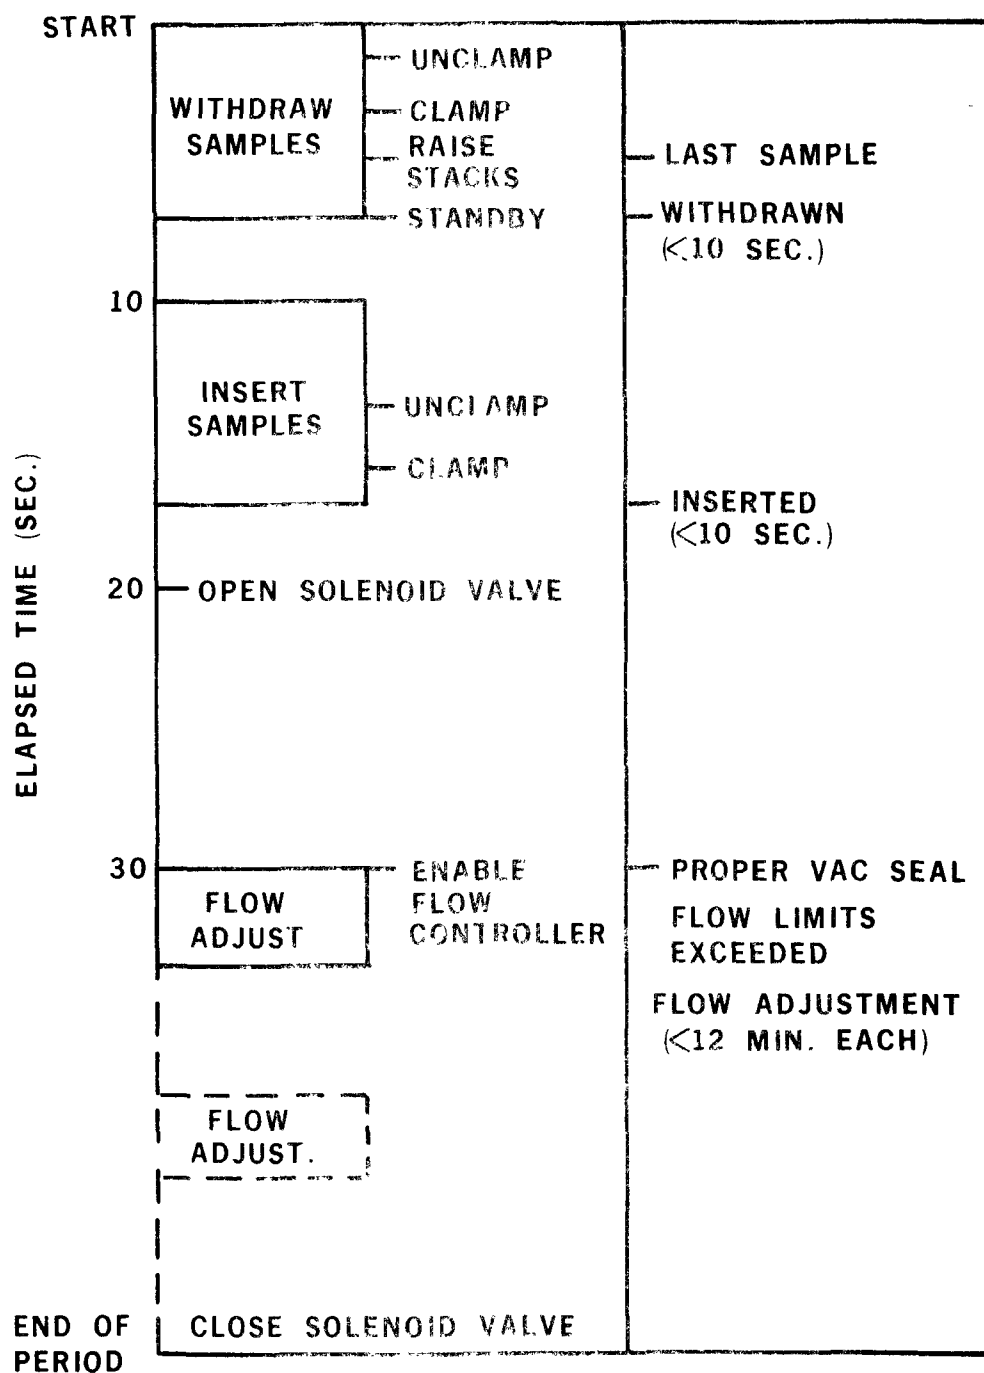 START
WITHDRAW
SAMPLES
UNCLAMP
CLAMP
RAISE
STACKS
STANDBY
LAST SAMPLE
WITHDRAWN
(<10 SEC.)
10
INSERT
SAMPLES
UNCLAMP
CLAMP
INSERTED
(<10 SEC.)
ELAPSED TIME (SEC.)
20
OPEN SOLENOID VALVE
30
FLOW
ADJUST
ENABLE
FLOW
CONTROLLER
PROPER VAC SEAL
FLOW LIMITS
EXCEEDED
FLOW ADJUSTMENT
(<12 MIN. EACH)
FLOW
ADJUST.
END OF
PERIOD
CLOSE SOLENOID VALVE